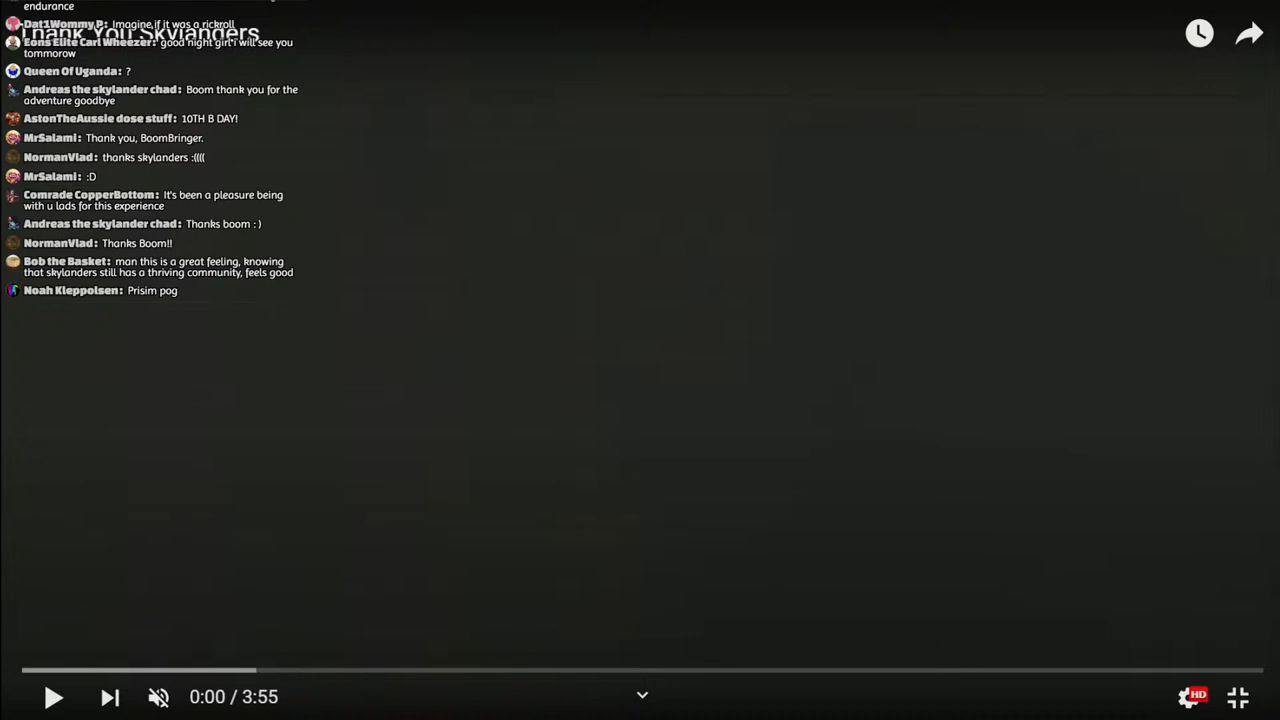 endurance
Thank You Skylanders
Dat1Wommy P: Imagine if it was a rickroll
Eons Elite Carl Wheezer: good night girl i will see you
tommorow
Queen Of Uganda: ?
Andreas the skylander chad: Boom thank you for the
adventure goodbye
AstonTheAussie dose stuff: 10TH B DAY!
MrSalami: Thank you, BoomBringer.
NormanVlad: thanks skylanders :((((
MrSalami: :D
Comrade CopperBottom: It's been a pleasure being
with u lads for this experience
Andreas the skylander chad: Thanks boom : )
NormanVlad: Thanks Boom!!
Bob the Basket: man this is a great feeling, knowing
that skylanders still has a thriving community, feels good
Noah Kleppolsen: Prisim pog
0:00 / 3:55
HD